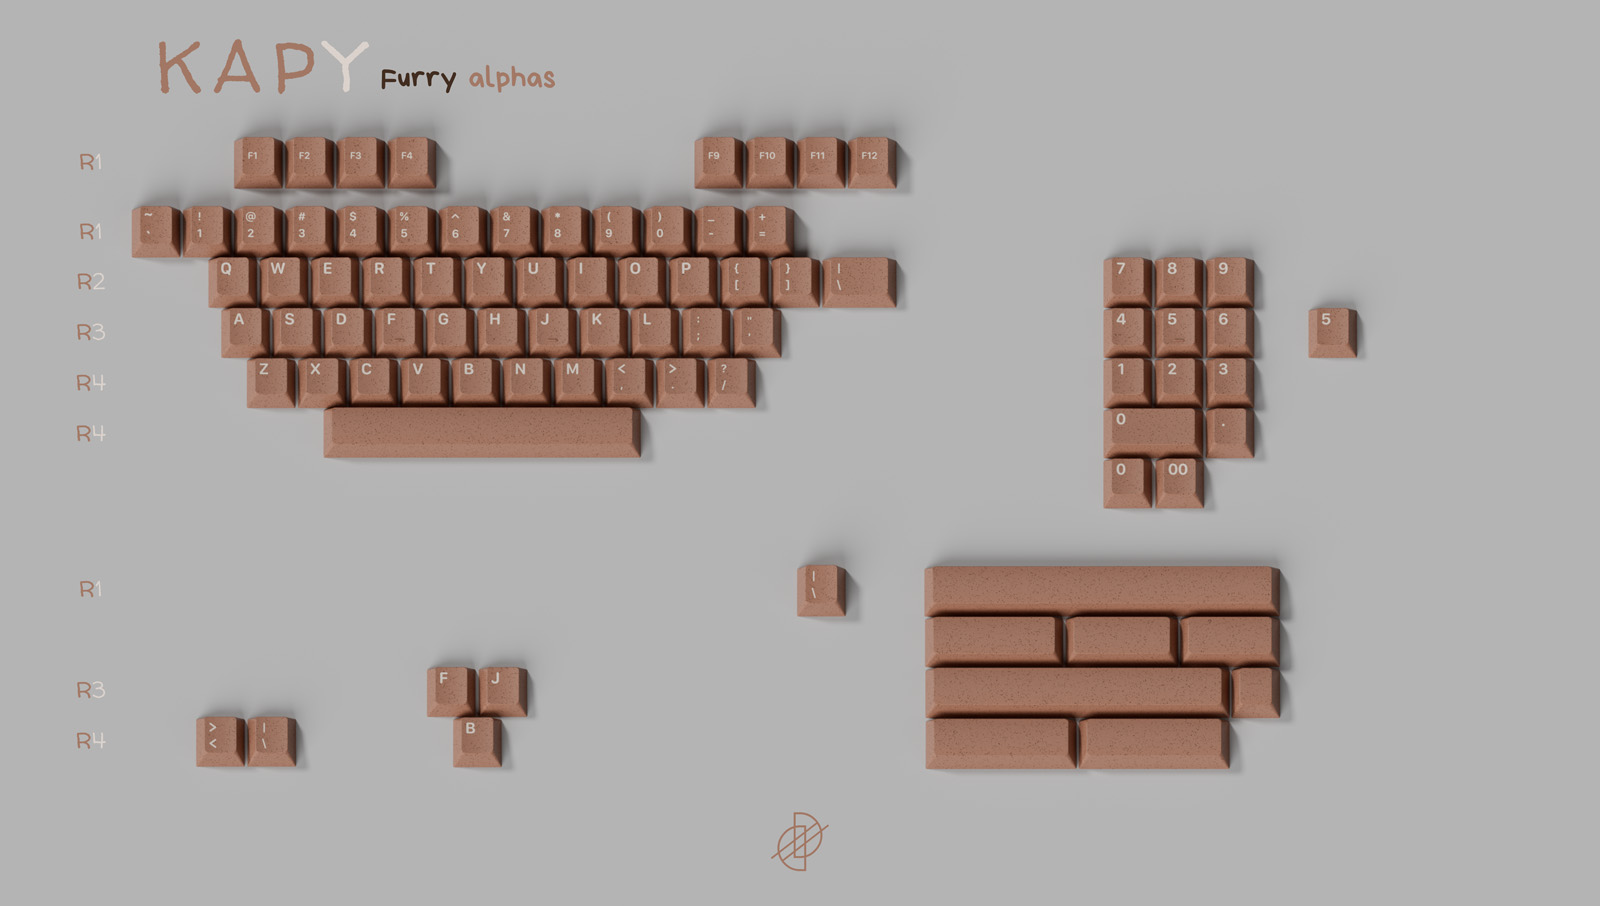 KAPY Furry alphas
R1 F1 F2 F3 F4 F9 F10 F11 F12
R1 ~ ! @ # $ % ^ & * ( ) _ +
` 1 2 3 4 5 6 7 8 9 0 - =
R2 Q W E R T Y U I O P { } |
[ ] \
7 8 9
R3 A S D F G H J K L : "
; '
4 5 6 5
R4 Z X C V B N M < > ?
, . /
1 2 3
R4
0 .
0 00
R1 |
\
R3 F J
R4 > | B
< \